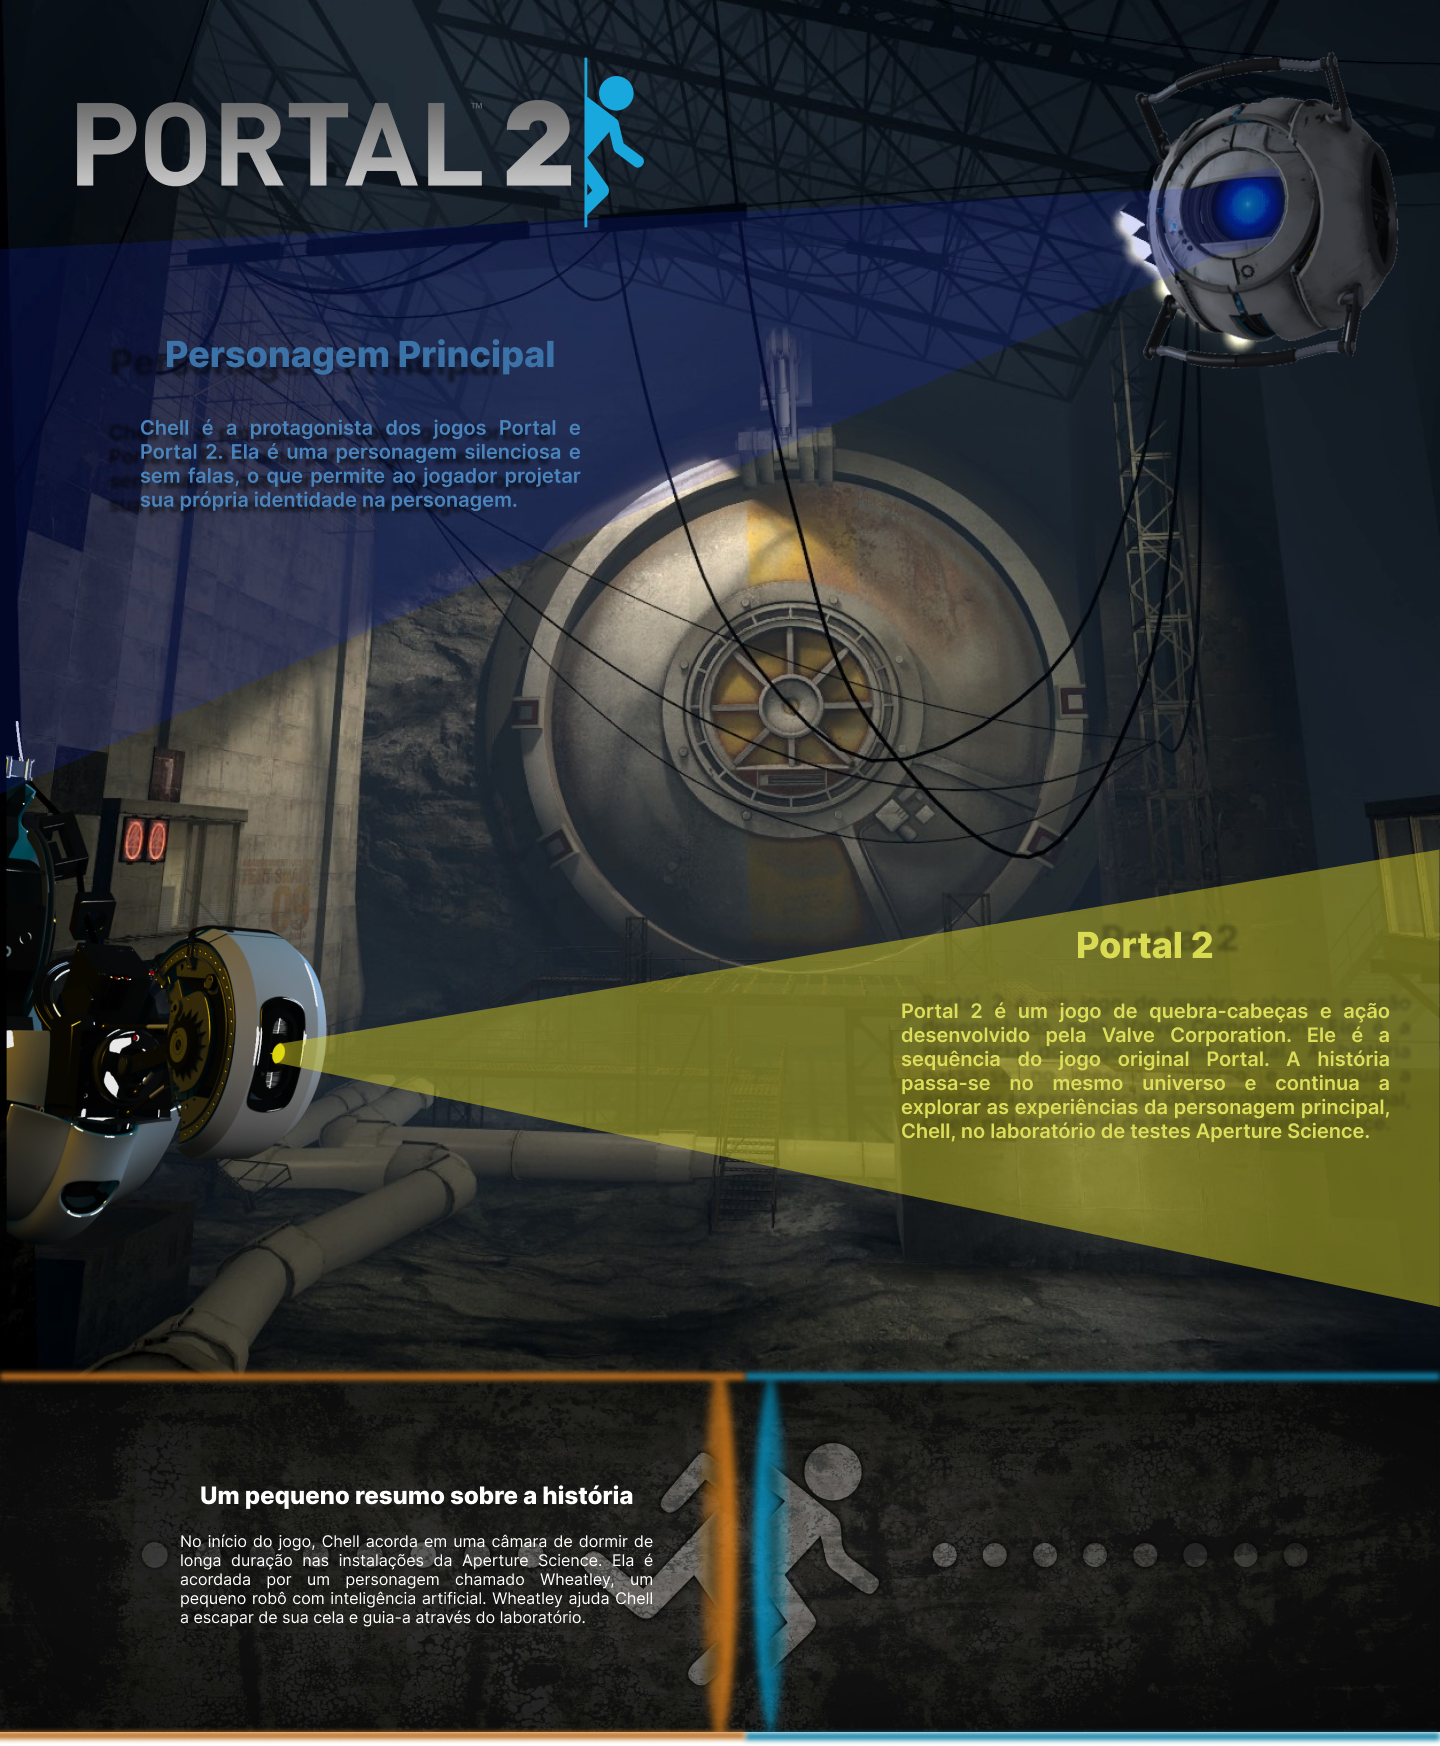 PORTAL 2
TM
Personagem Principal
Chell é a protagonista dos jogos Portal e
Portal 2. Ela é uma personagem silenciosa e
sem falas, o que permite ao jogador projetar
sua própria identidade na personagem.
Portal 2
Portal 2 é um jogo de quebra-cabeças e ação
desenvolvido pela Valve Corporation. Ele é a
sequência do jogo original Portal. A história
passa-se no mesmo universo e continua a
explorar as experiências da personagem principal,
Chell, no laboratório de testes Aperture Science.
Um pequeno resumo sobre a história
No início do jogo, Chell acorda em uma câmara de dormir de
longa duração nas instalações da Aperture Science. Ela é
acordada por um personagem chamado Wheatley, um
pequeno robô com inteligência artificial. Wheatley ajuda Chell
a escapar de sua cela e guia-a através do laboratório.